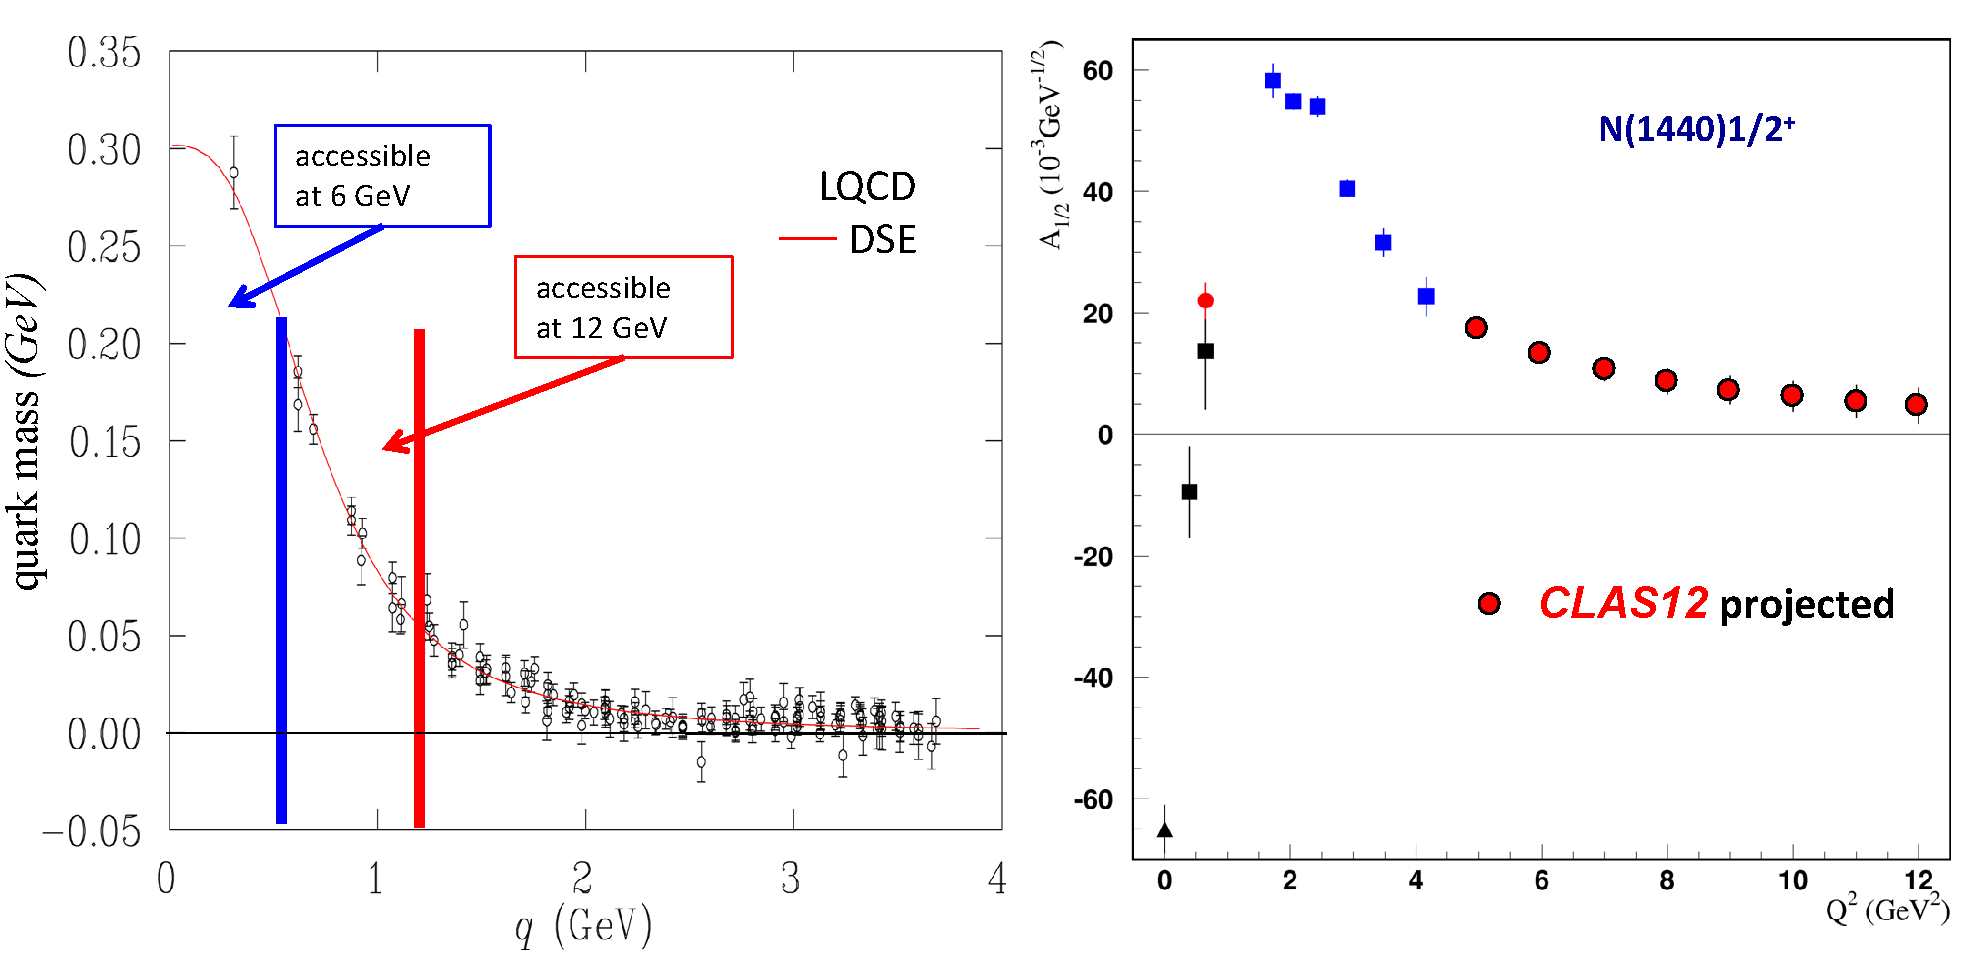 0.35
0.30
0.25
0.20
0.15
0.10
0.05
0.00
−0.05
quark mass (GeV)
accessible
at 6 GeV
accessible
at 12 GeV
LQCD
DSE
0 1 2 3 4
q (GeV)
A1/2 (10-3GeV-1/2)
60
40
20
0
-20
-40
-60
N(1440)1/2+
CLAS12 projected
0 2 4 6 8 10 12
Q2 (GeV2)